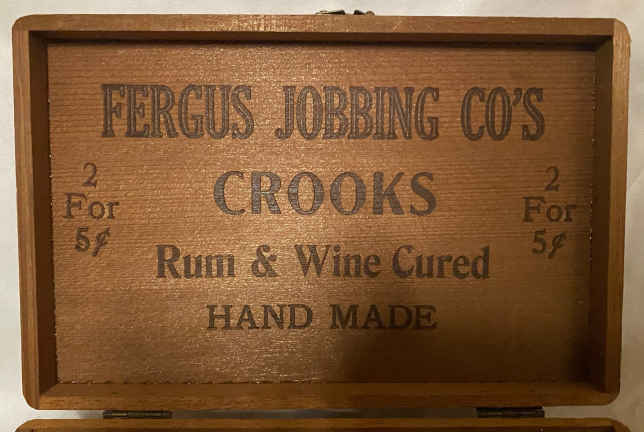 FERGUS JOBBING CO'S
CROOKS
2
For
5¢
2
For
5¢
Rum & Wine Cured
HAND MADE